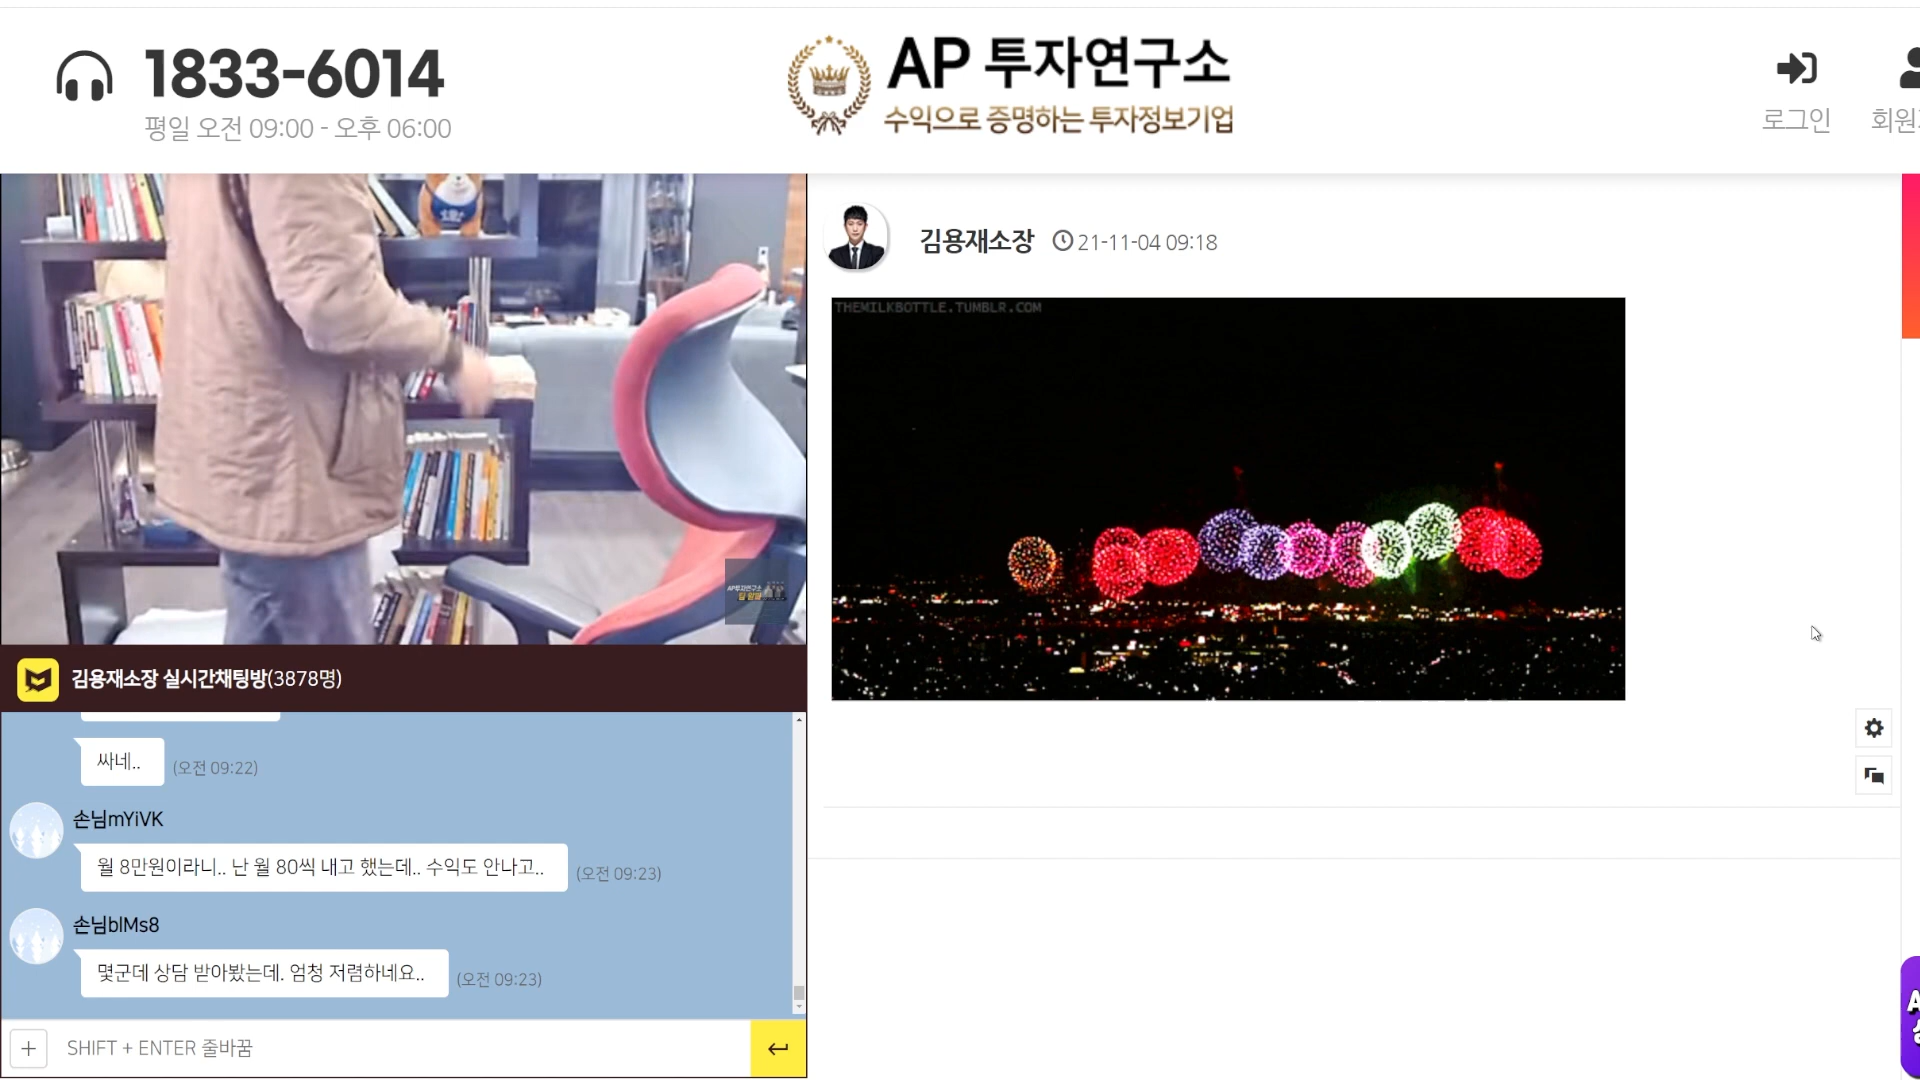 1833-6014
평일 오전 09:00 - 오후 06:00
AP 투자연구소
수익으로 증명하는 투자정보기업
로그인
회원
김용재소장 21-11-04 09:18
THEMILKBOTTLE.TUMBLR.COM
AP투자연구소
김용재소장 실시간채팅방(3878명)
싸네.. (오전 09:22)
손님mYiVK
월 8만원이라니.. 난 월 80씩 내고 했는데.. 수익도 안나고.. (오전 09:23)
손님blMs8
몇군데 상담 받아봤는데. 엄청 저렴하네요.. (오전 09:23)
SHIFT + ENTER 줄바꿈